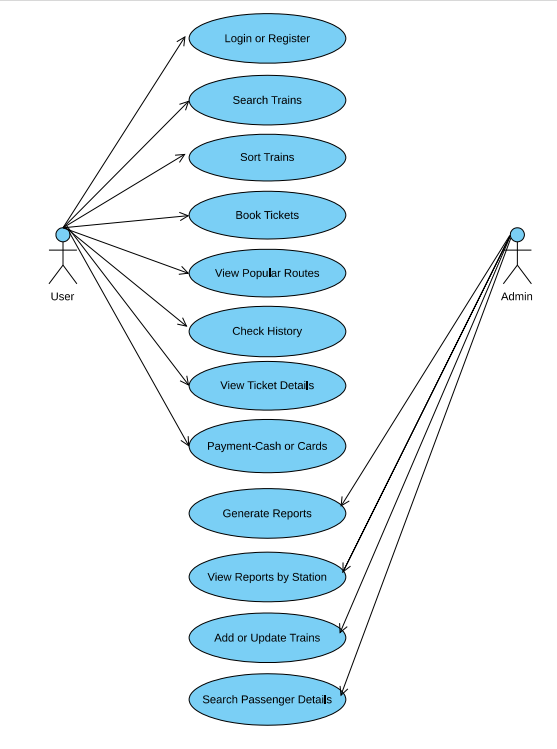 Login or Register
Search Trains
Sort Trains
Book Tickets
User
Admin
View Popular Routes
Check History
View Ticket Details
Payment-Cash or Cards
Generate Reports
View Reports by Station
Add or Update Trains
Search Passenger Details